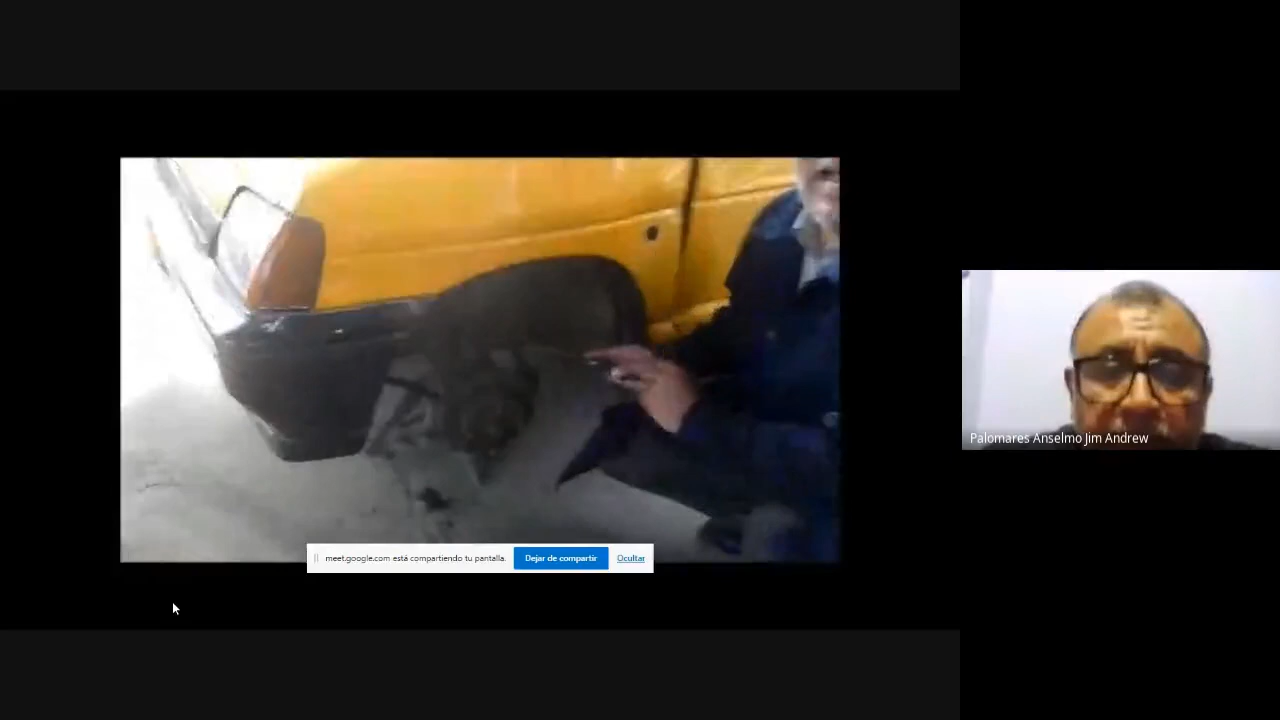 meet.google.com está compartiendo tu pantalla.
Dejar de compartir
Ocultar
Palomares Anselmo Jim Andrew